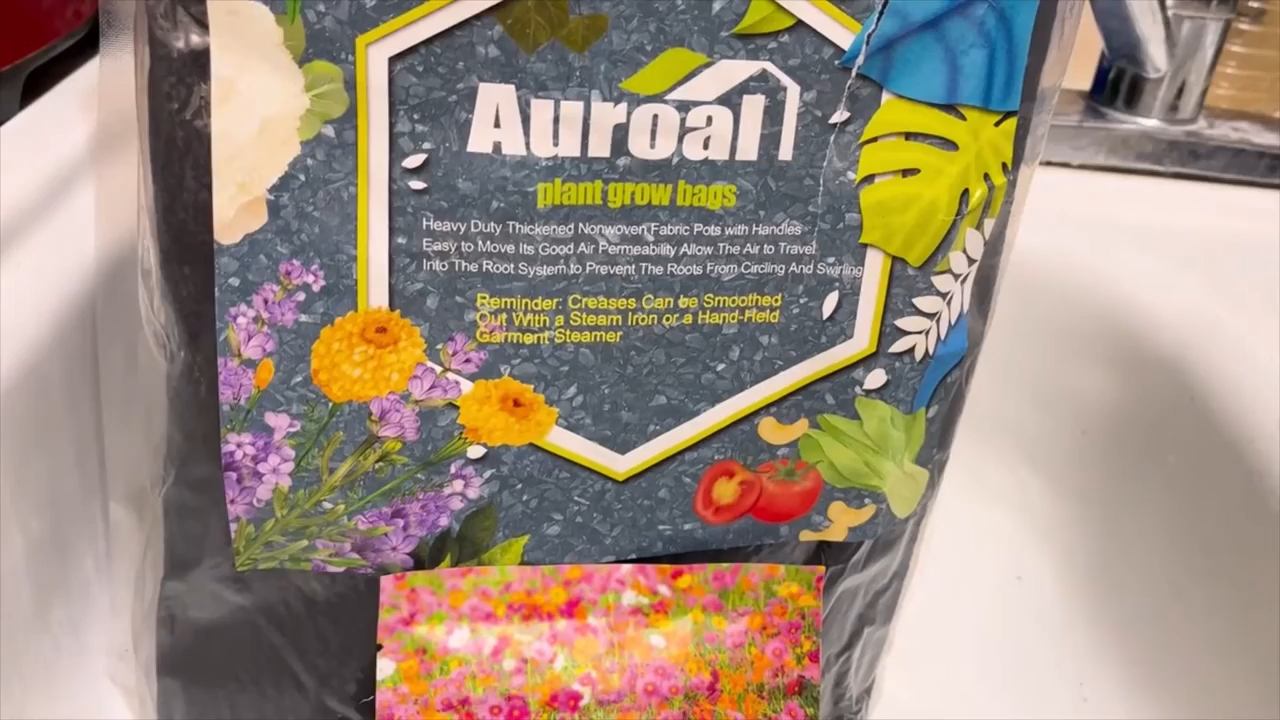 Auroal
plant grow bags
Heavy Duty Thickened Nonwoven Fabric Pots with Handles
Easy to Move Its Good Air Permeability Allow The Air to Travel
Into The Root System to Prevent The Roots From Circling And Swirling
Reminder: Creases Can be Smoothed
Out With a Steam Iron or a Hand-Held
Garment Steamer